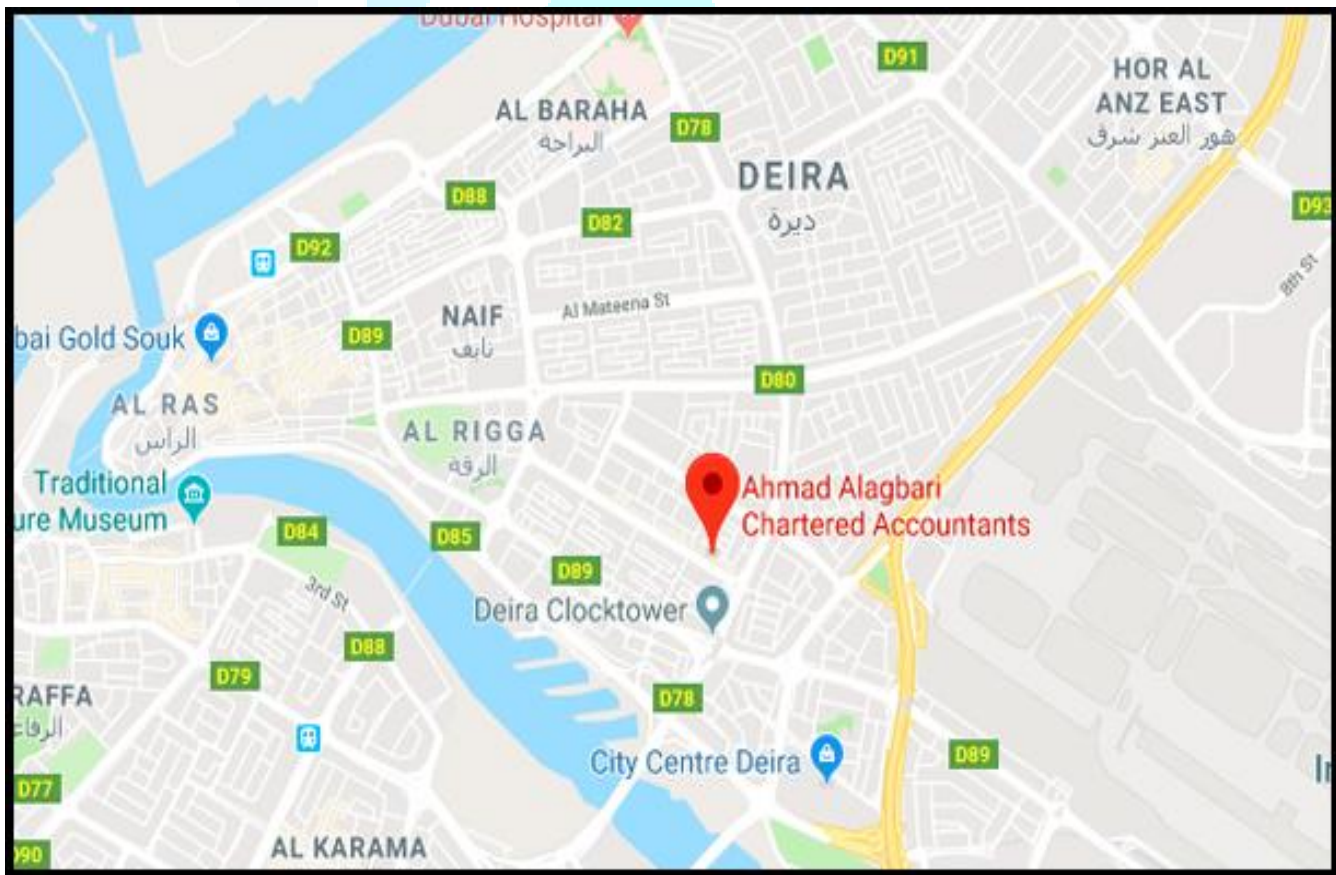 Dubai Hospital
D91
HOR AL
ANZ EAST
هور العنز شرق
AL BARAHA
البراحة
D78
DEIRA
ديرة
D88
D82
D93
D92
8th St
Al Mateena St
NAIF
نايف
bai Gold Souk
D89
D80
AL RAS
الراس
AL RIGGA
الرقة
Traditional
ure Museum
Ahmad Alagbari
Chartered Accountants
D84
D85
D89
3rd St
Deira Clocktower
D88
D79
D78
RAFFA
الرفاع
City Centre Deira
D89
D77
AL KARAMA
D90